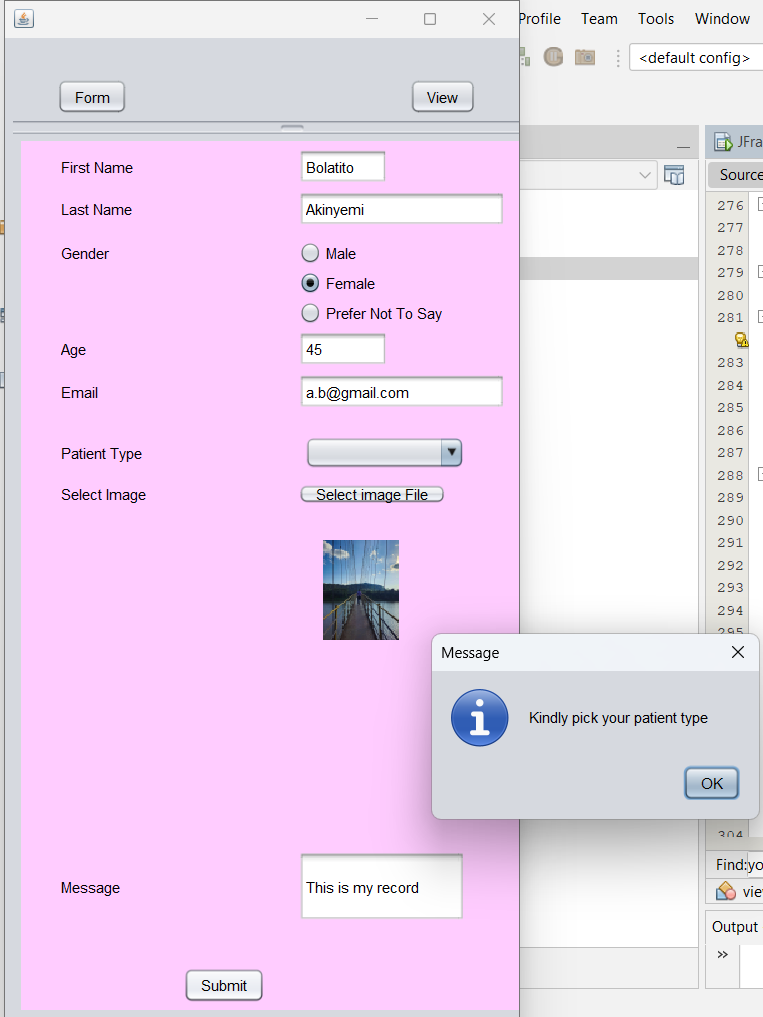 Profile Team Tools Window
<default config>
Form View
JFra
Source
First Name Bolatito
Last Name Akinyemi
Gender Male
Female
Prefer Not To Say
Age 45
Email a.b@gmail.com
Patient Type
Select Image Select image File
276
277
278
279
280
281
283
284
285
286
287
288
289
290
291
292
293
294
295
Message
Kindly pick your patient type
OK
304
Find: yo
Message This is my record
vie
Output
Submit